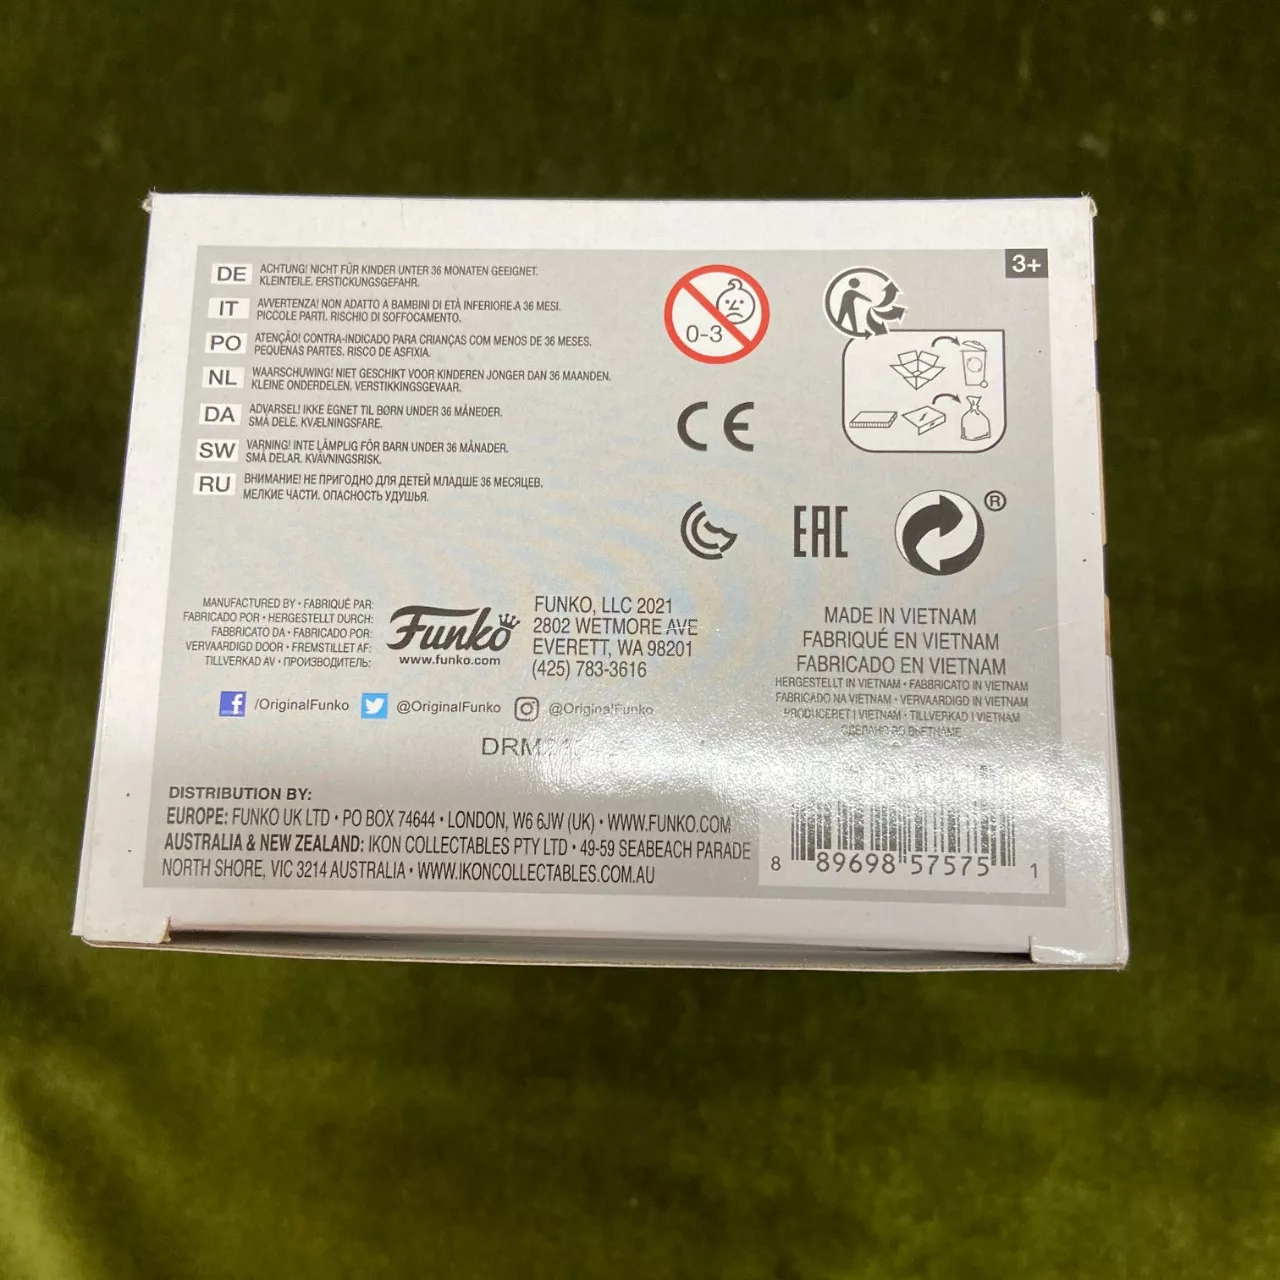 3+
DE ACHTUNG! NICHT FÜR KINDER UNTER 36 MONATEN GEEIGNET.
KLEINTEILE. ERSTICKUNGSGEFAHR.
IT AVVERTENZA! NON ADATTO A BAMBINI DI ETÀ INFERIORE A 36 MESI.
PICCOLE PARTI. RISCHIO DI SOFFOCAMENTO.
PO ATENÇÃO! CONTRA-INDICADO PARA CRIANÇAS COM MENOS DE 36 MESES.
PEQUENAS PARTES. RISCO DE ASFIXIA.
NL WAARSCHUWING! NIET GESCHIKT VOOR KINDEREN JONGER DAN 36 MAANDEN.
KLEINE ONDERDELEN. VERSTIKKINGSGEVAAR.
DA ADVARSEL! IKKE EGNET TIL BØRN UNDER 36 MÅNEDER.
SMÅ DELE. KVÆLNINGSFARE.
SW VARNING! INTE LÄMPLIG FÖR BARN UNDER 36 MÅNADER.
SMÅ DELAR. KVÄVNINGSRISK.
RU ВНИМАНИЕ! НЕ ПРИГОДНО ДЛЯ ДЕТЕЙ МЛАДШЕ 36 МЕСЯЦЕВ.
МЕЛКИЕ ЧАСТИ. ОПАСНОСТЬ УДУШЬЯ.
0-3
CE
EAC
®
MANUFACTURED BY • FABRIQUÉ PAR:
FABRICADO POR • HERGESTELLT DURCH:
FABBRICATO DA • FABRICADO POR:
VERVAARDIGD DOOR • FREMSTILLET AF:
TILLVERKAD AV • ПРОИЗВОДИТЕЛЬ:
Funko
www.funko.com
FUNKO, LLC 2021
2802 WETMORE AVE
EVERETT, WA 98201
(425) 783-3616
MADE IN VIETNAM
FABRIQUÉ EN VIETNAM
FABRICADO EN VIETNAM
HERGESTELLT IN VIETNAM • FABBRICATO IN VIETNAM
FABRICADO NA VIETNAM • VERVAARDIGD IN VIETNAM
PRODUCERET I VIETNAM • TILLVERKAD I VIETNAM
СДЕЛАНО ВО ВЬЕТНАМЕ
/OriginalFunko @OriginalFunko @OriginalFunko
DISTRIBUTION BY:
EUROPE: FUNKO UK LTD • PO BOX 74644 • LONDON, W6 6JW (UK) • WWW.FUNKO.COM
AUSTRALIA & NEW ZEALAND: IKON COLLECTABLES PTY LTD • 49-59 SEABEACH PARADE
NORTH SHORE, VIC 3214 AUSTRALIA • WWW.IKONCOLLECTABLES.COM.AU
8 89698 57575 1